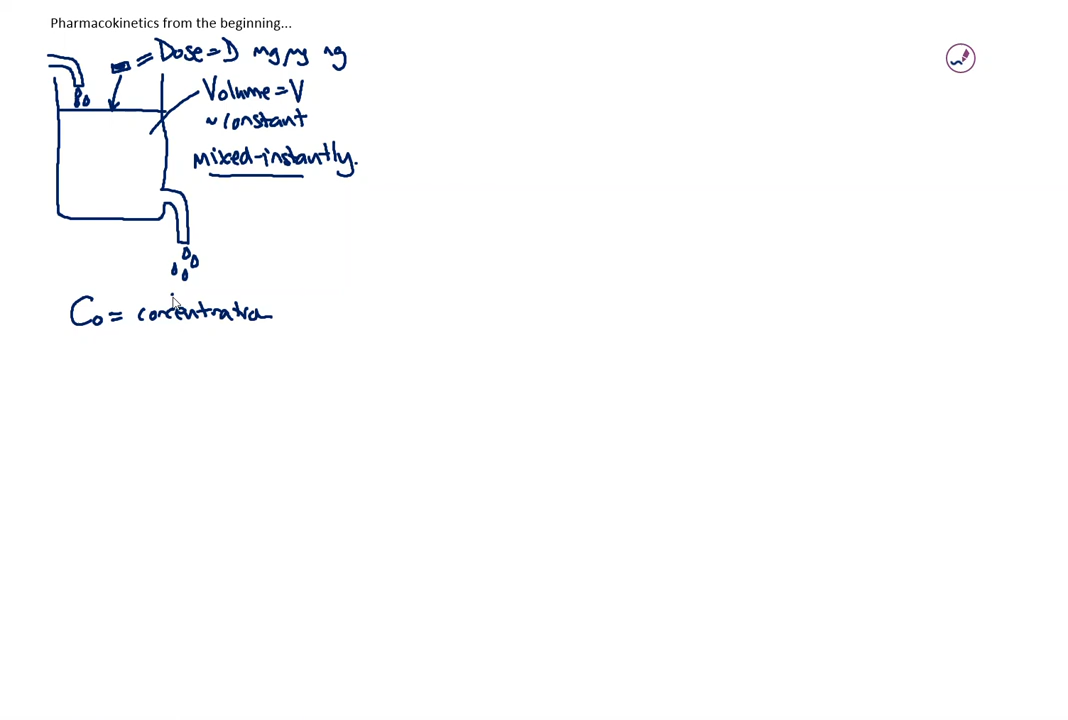 Pharmacokinetics from the beginning...
= Dose = D mg µg ng
Volume = V
~ constant
mixed-instantly.
C₀ = concentration